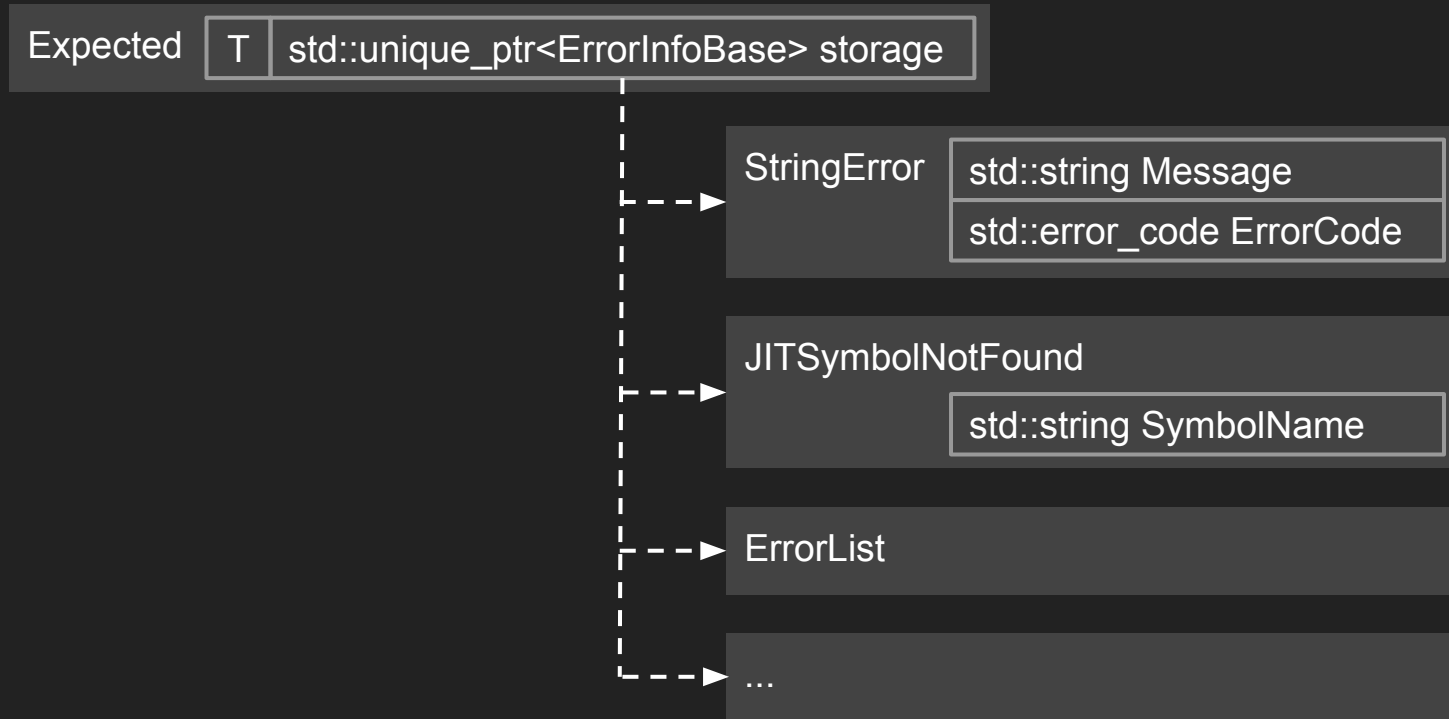 Expected T std::unique_ptr<ErrorInfoBase> storage
StringError std::string Message
std::error_code ErrorCode
JITSymbolNotFound
std::string SymbolName
ErrorList
...